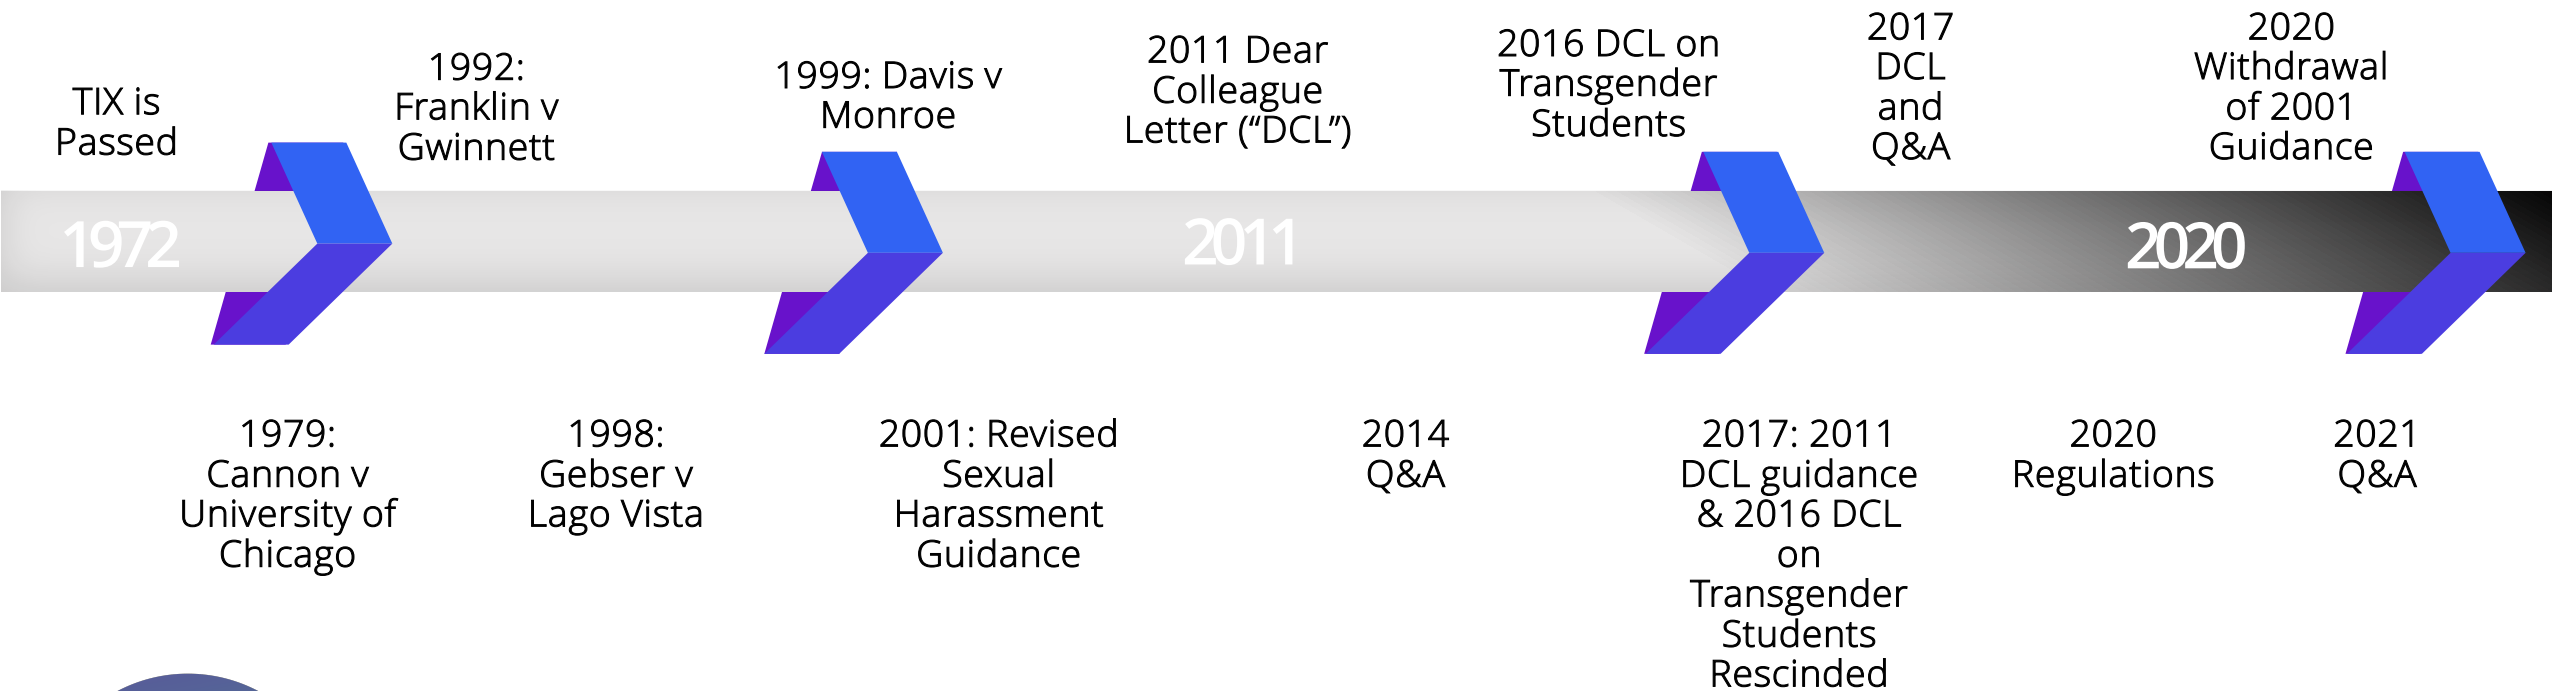 TIX is
Passed
1992:
Franklin v
Gwinnett
1999: Davis v
Monroe
2011 Dear
Colleague
Letter (“DCL”)
2016 DCL on
Transgender
Students
2017
DCL
and
Q&A
2020
Withdrawal
of 2001
Guidance
1972
2011
2020
1979:
Cannon v
University of
Chicago
1998:
Gebser v
Lago Vista
2001: Revised
Sexual
Harassment
Guidance
2014
Q&A
2017: 2011
DCL guidance
& 2016 DCL
on
Transgender
Students
Rescinded
2020
Regulations
2021
Q&A